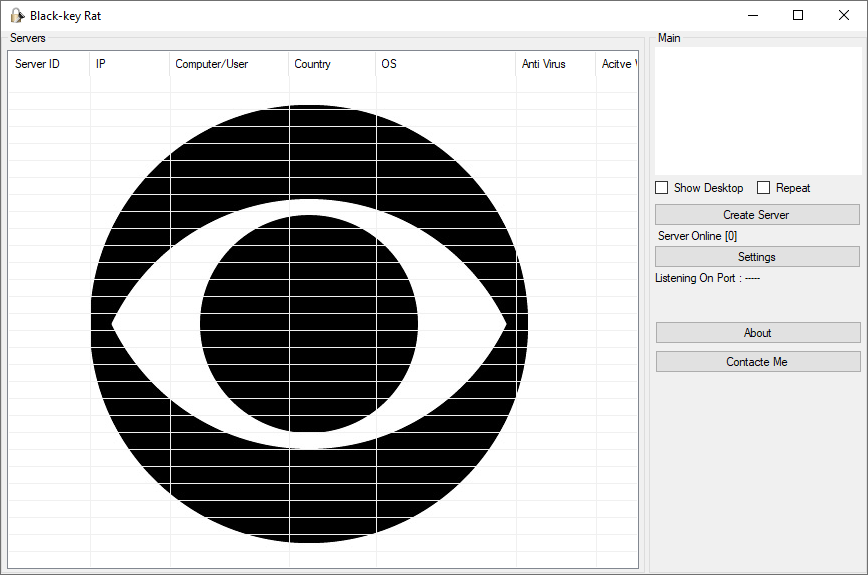 Black-key Rat
Servers
Server ID IP Computer/User Country OS Anti Virus Acitve
Main
Show Desktop Repeat
Create Server
Server Online [0]
Settings
Listening On Port : -----
About
Contacte Me